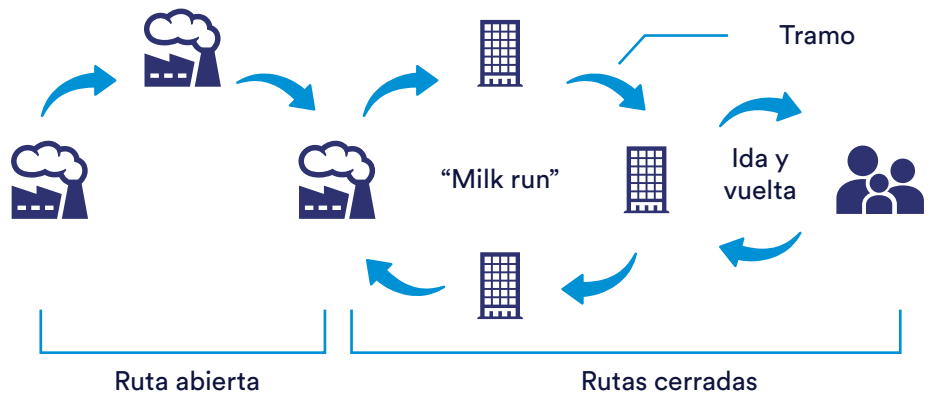 Tramo
“Milk run”
Ida y
vuelta
Ruta abierta
Rutas cerradas